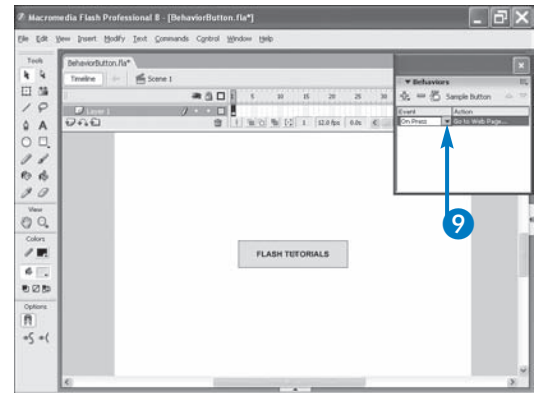 Macromedia Flash Professional 8 - [BehaviorButton.fla*]
File Edit View Insert Modify Text Commands Control Window Help
Tools
BehaviorButton.fla*
Timeline
Scene 1
Behaviors
Sample Button
Event Action
On Press Go to Web Page...
1 5 10 15 20 25 30
Layer 1
1 12.0 fps 0.0s
A
View
9
Colors
FLASH TUTORIALS
Options